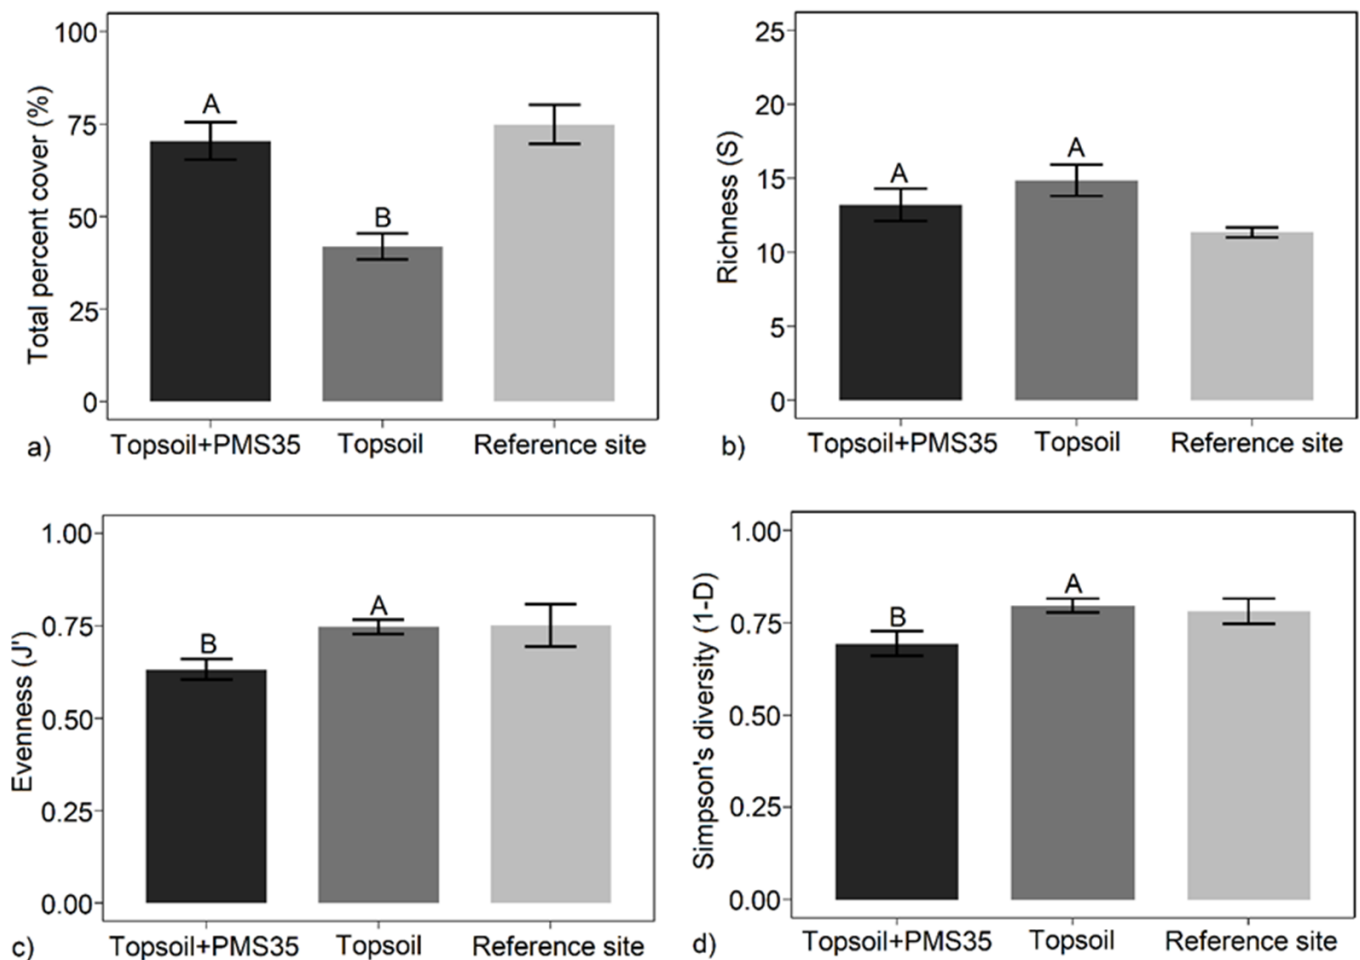 Total percent cover (%)
100
75
50
25
0
A
B
a)
Topsoil+PMS35
Topsoil
Reference site
Richness (S)
25
20
15
10
5
0
A
A
b)
Topsoil+PMS35
Topsoil
Reference site
Evenness (J')
1.00
0.75
0.50
0.25
0.00
B
A
c)
Topsoil+PMS35
Topsoil
Reference site
Simpson's diversity (1-D)
1.00
0.75
0.50
0.25
0.00
B
A
d)
Topsoil+PMS35
Topsoil
Reference site